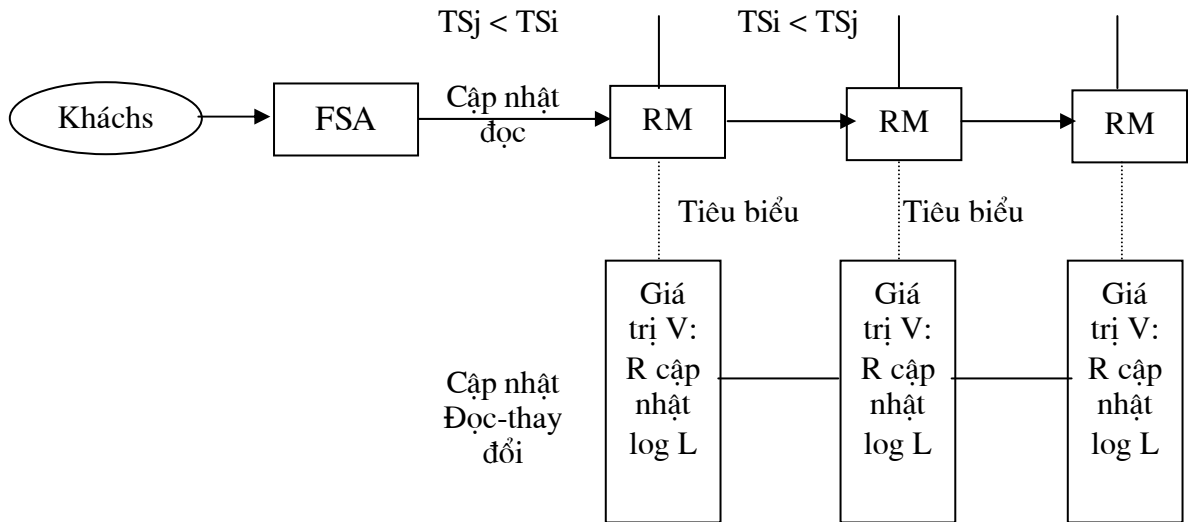 TSj < TSi
TSi < TSj
Kháchs
FSA
Cập nhật
đọc
RM
RM
RM
Tiêu biểu
Tiêu biểu
Cập nhật
Đọc-thay
đổi
Giá
trị V:
R cập
nhật
log L
Giá
trị V:
R cập
nhật
log L
Giá
trị V:
R cập
nhật
log L